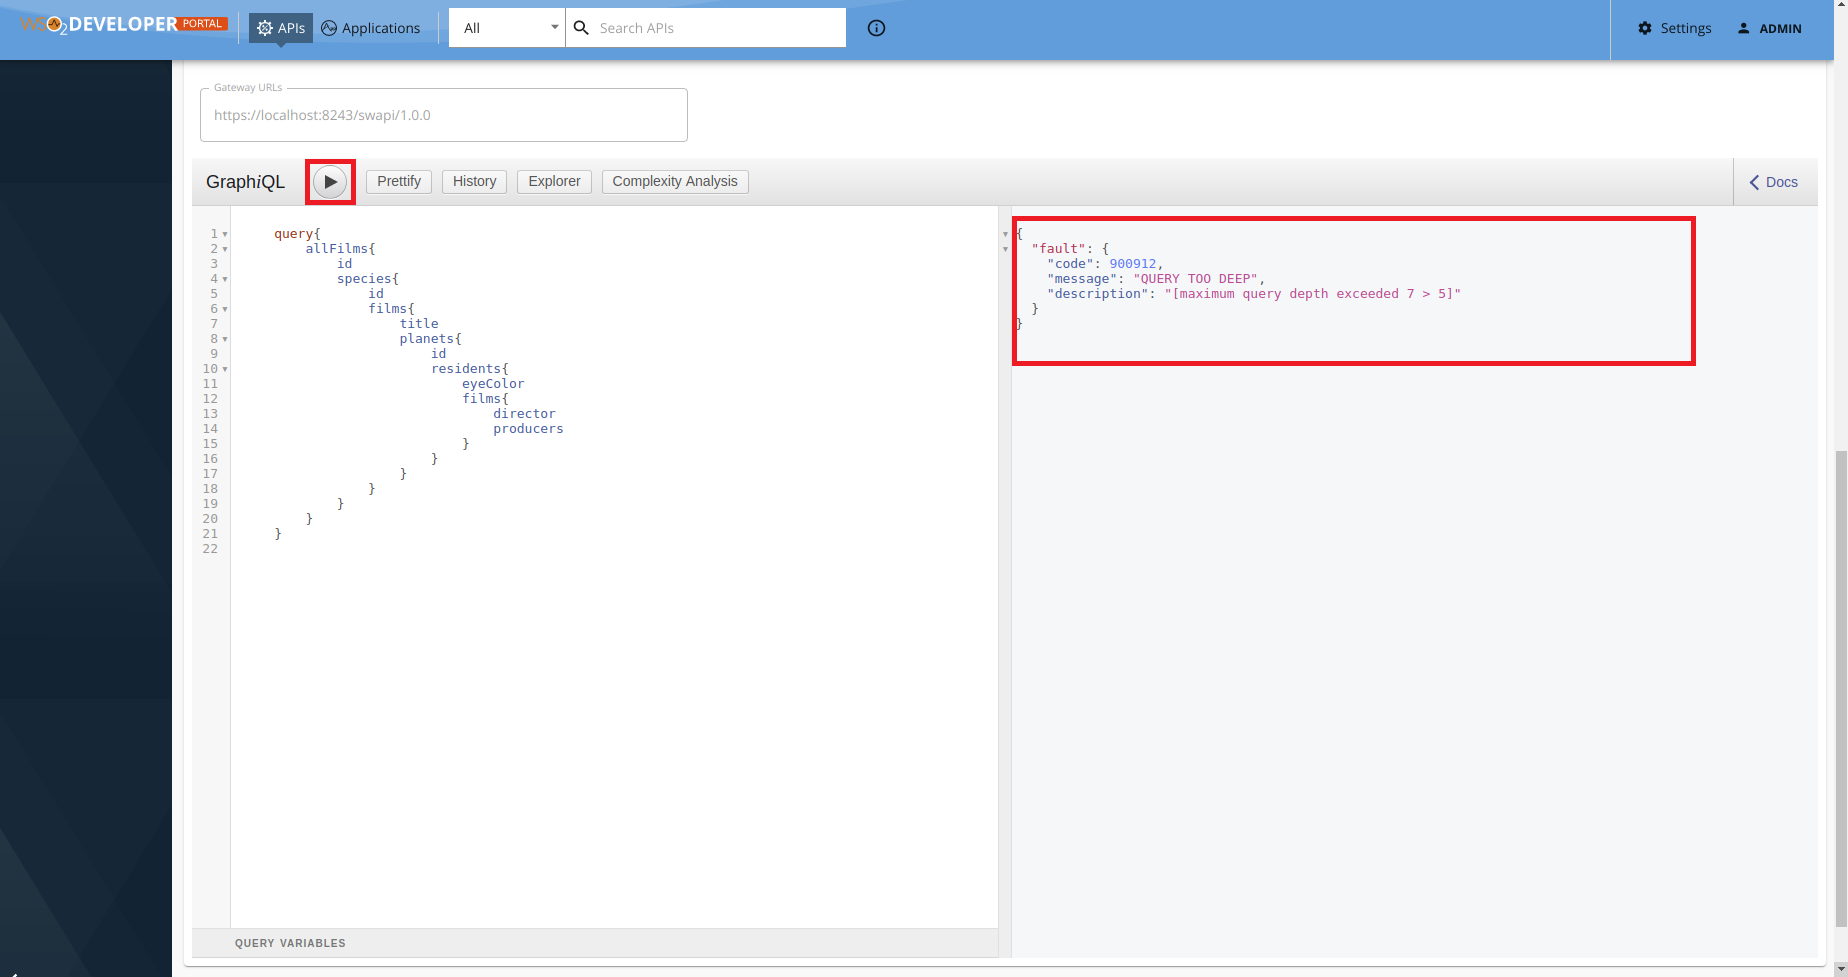 WSO2 DEVELOPER PORTAL
APIs
Applications
All
Search APIs
Settings
ADMIN
Gateway URLs
https://localhost:8243/swapi/1.0.0
GraphiQL
Prettify
History
Explorer
Complexity Analysis
Docs
1 query{
2 allFilms{
3 id
4 species{
5 id
6 films{
7 title
8 planets{
9 id
10 residents{
11 eyeColor
12 films{
13 director
14 producers
15 }
16 }
17 }
18 }
19 }
20 }
21 }
22
{
"fault": {
"code": 900912,
"message": "QUERY TOO DEEP",
"description": "[maximum query depth exceeded 7 > 5]"
}
}
QUERY VARIABLES